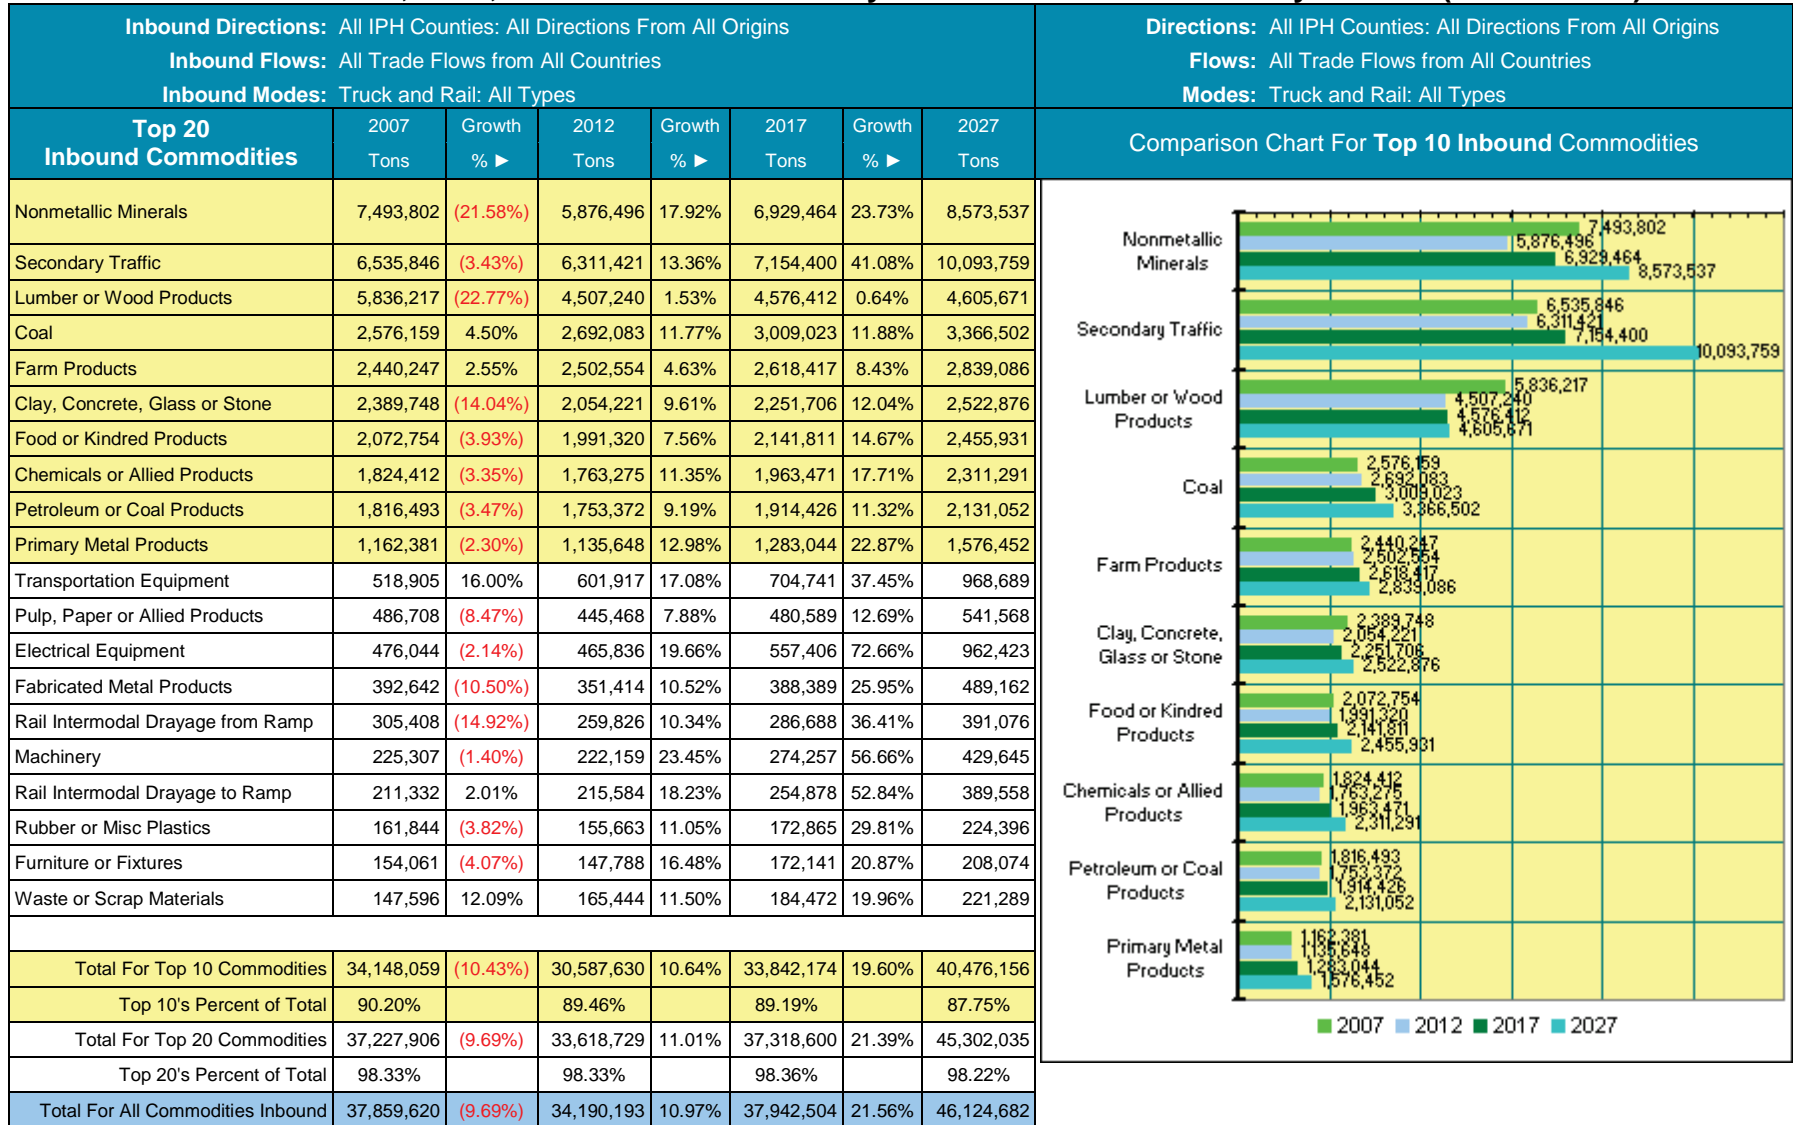 Inbound Directions: All IPH Counties: All Directions From All Origins
Inbound Flows: All Trade Flows from All Countries
Inbound Modes: Truck and Rail: All Types
Directions: All IPH Counties: All Directions From All Origins
Flows: All Trade Flows from All Countries
Modes: Truck and Rail: All Types
Top 20 Inbound Commodities 2007 Tons Growth % ► 2012 Tons Growth % ► 2017 Tons Growth % ► 2027 Tons
Nonmetallic Minerals 7,493,802 (21.58%) 5,876,496 17.92% 6,929,464 23.73% 8,573,537
Secondary Traffic 6,535,846 (3.43%) 6,311,421 13.36% 7,154,400 41.08% 10,093,759
Lumber or Wood Products 5,836,217 (22.77%) 4,507,240 1.53% 4,576,412 0.64% 4,605,671
Coal 2,576,159 4.50% 2,692,083 11.77% 3,009,023 11.88% 3,366,502
Farm Products 2,440,247 2.55% 2,502,554 4.63% 2,618,417 8.43% 2,839,086
Clay, Concrete, Glass or Stone 2,389,748 (14.04%) 2,054,221 9.61% 2,251,706 12.04% 2,522,876
Food or Kindred Products 2,072,754 (3.93%) 1,991,320 7.56% 2,141,811 14.67% 2,455,931
Chemicals or Allied Products 1,824,412 (3.35%) 1,763,275 11.35% 1,963,471 17.71% 2,311,291
Petroleum or Coal Products 1,816,493 (3.47%) 1,753,372 9.19% 1,914,426 11.32% 2,131,052
Primary Metal Products 1,162,381 (2.30%) 1,135,648 12.98% 1,283,044 22.87% 1,576,452
Transportation Equipment 518,905 16.00% 601,917 17.08% 704,741 37.45% 968,689
Pulp, Paper or Allied Products 486,708 (8.47%) 445,468 7.88% 480,589 12.69% 541,568
Electrical Equipment 476,044 (2.14%) 465,836 19.66% 557,406 72.66% 962,423
Fabricated Metal Products 392,642 (10.50%) 351,414 10.52% 388,389 25.95% 489,162
Rail Intermodal Drayage from Ramp 305,408 (14.92%) 259,826 10.34% 286,688 36.41% 391,076
Machinery 225,307 (1.40%) 222,159 23.45% 274,257 56.66% 429,645
Rail Intermodal Drayage to Ramp 211,332 2.01% 215,584 18.23% 254,878 52.84% 389,558
Rubber or Misc Plastics 161,844 (3.82%) 155,663 11.05% 172,865 29.81% 224,396
Furniture or Fixtures 154,061 (4.07%) 147,788 16.48% 172,141 20.87% 208,074
Waste or Scrap Materials 147,596 12.09% 165,444 11.50% 184,472 19.96% 221,289
Total For Top 10 Commodities 34,148,059 (10.43%) 30,587,630 10.64% 33,842,174 19.60% 40,476,156
Top 10's Percent of Total 90.20% 89.46% 89.19% 87.75%
Total For Top 20 Commodities 37,227,906 (9.69%) 33,618,729 11.01% 37,318,600 21.39% 45,302,035
Top 20's Percent of Total 98.33% 98.33% 98.36% 98.22%
Total For All Commodities Inbound 37,859,620 (9.69%) 34,190,193 10.97% 37,942,504 21.56% 46,124,682
Comparison Chart For Top 10 Inbound Commodities
Nonmetallic
Minerals
7,493,802
5,876,496
6,929,464
8,573,537
Secondary Traffic
6,535,846
6,311,421
7,154,400
10,093,759
Lumber or Wood
Products
5,836,217
4,507,240
4,576,412
4,605,671
Coal
2,576,159
2,692,083
3,009,023
3,366,502
Farm Products
2,440,247
2,502,554
2,618,417
2,839,086
Clay, Concrete,
Glass or Stone
2,389,748
2,054,221
2,251,706
2,522,876
Food or Kindred
Products
2,072,754
1,991,320
2,141,811
2,455,931
Chemicals or Allied
Products
1,824,412
1,763,275
1,963,471
2,311,291
Petroleum or Coal
Products
1,816,493
1,753,372
1,914,426
2,131,052
Primary Metal
Products
1,162,381
1,135,648
1,283,044
1,576,452
2007 2012 2017 2027